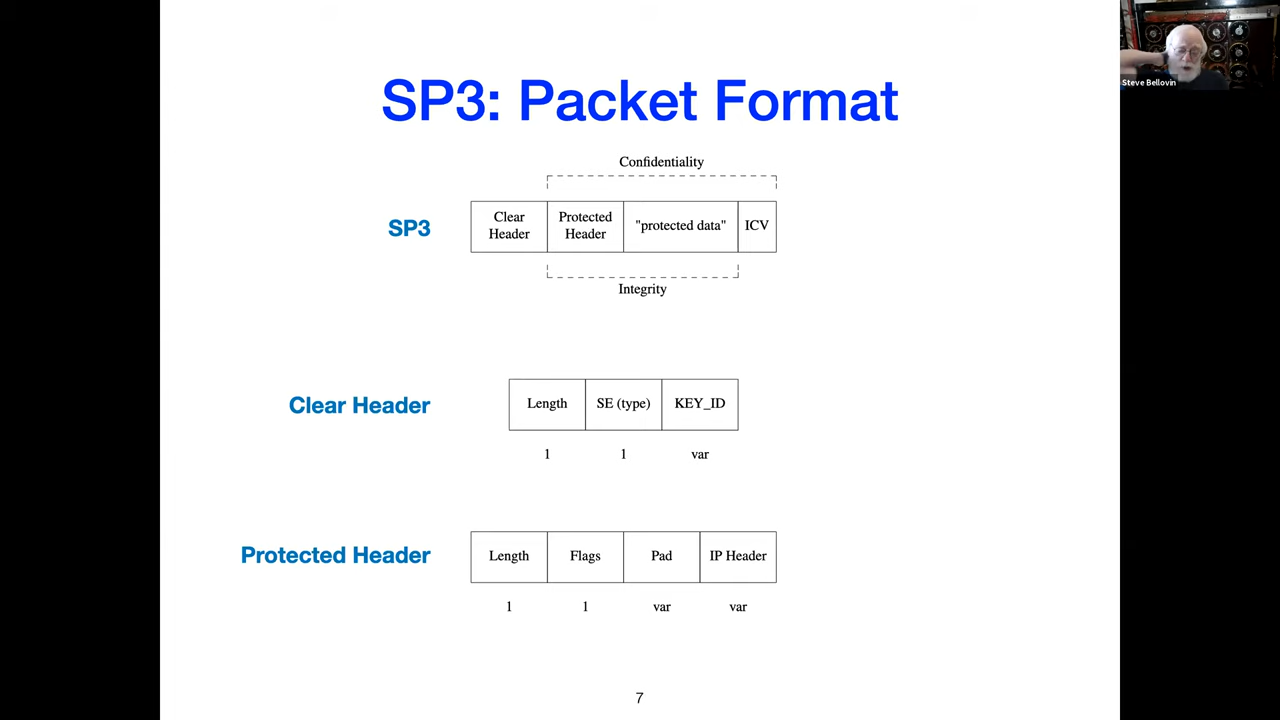 SP3: Packet Format
Steve Bellovin
Confidentiality
SP3
Clear
Header
Protected
Header
"protected data"
ICV
Integrity
Clear Header
Length
SE (type)
KEY_ID
1
1
var
Protected Header
Length
Flags
Pad
IP Header
1
1
var
var
7